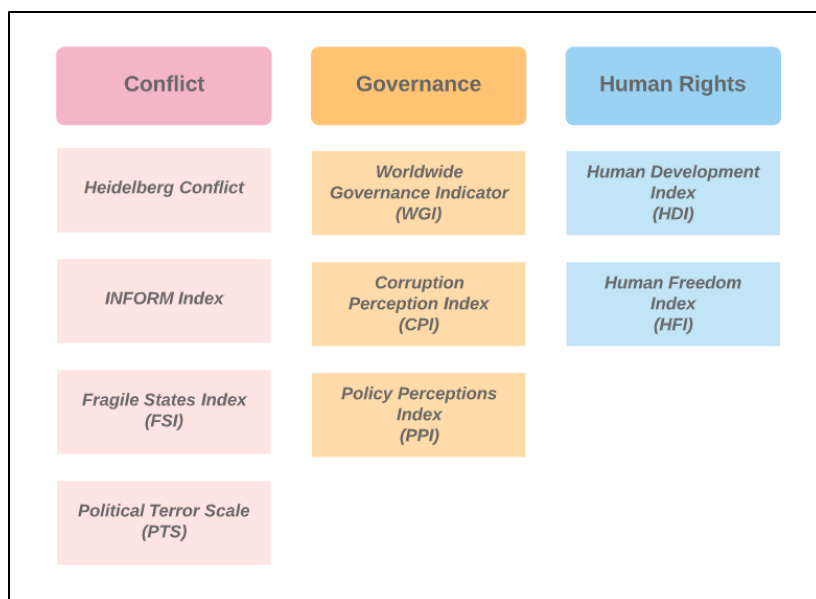 Conflict
Heidelberg Conflict
INFORM Index
Fragile States Index
(FSI)
Political Terror Scale
(PTS)
Governance
Worldwide
Governance Indicator
(WGI)
Corruption
Perception Index
(CPI)
Policy Perceptions
Index
(PPI)
Human Rights
Human Development
Index
(HDI)
Human Freedom
Index
(HFI)